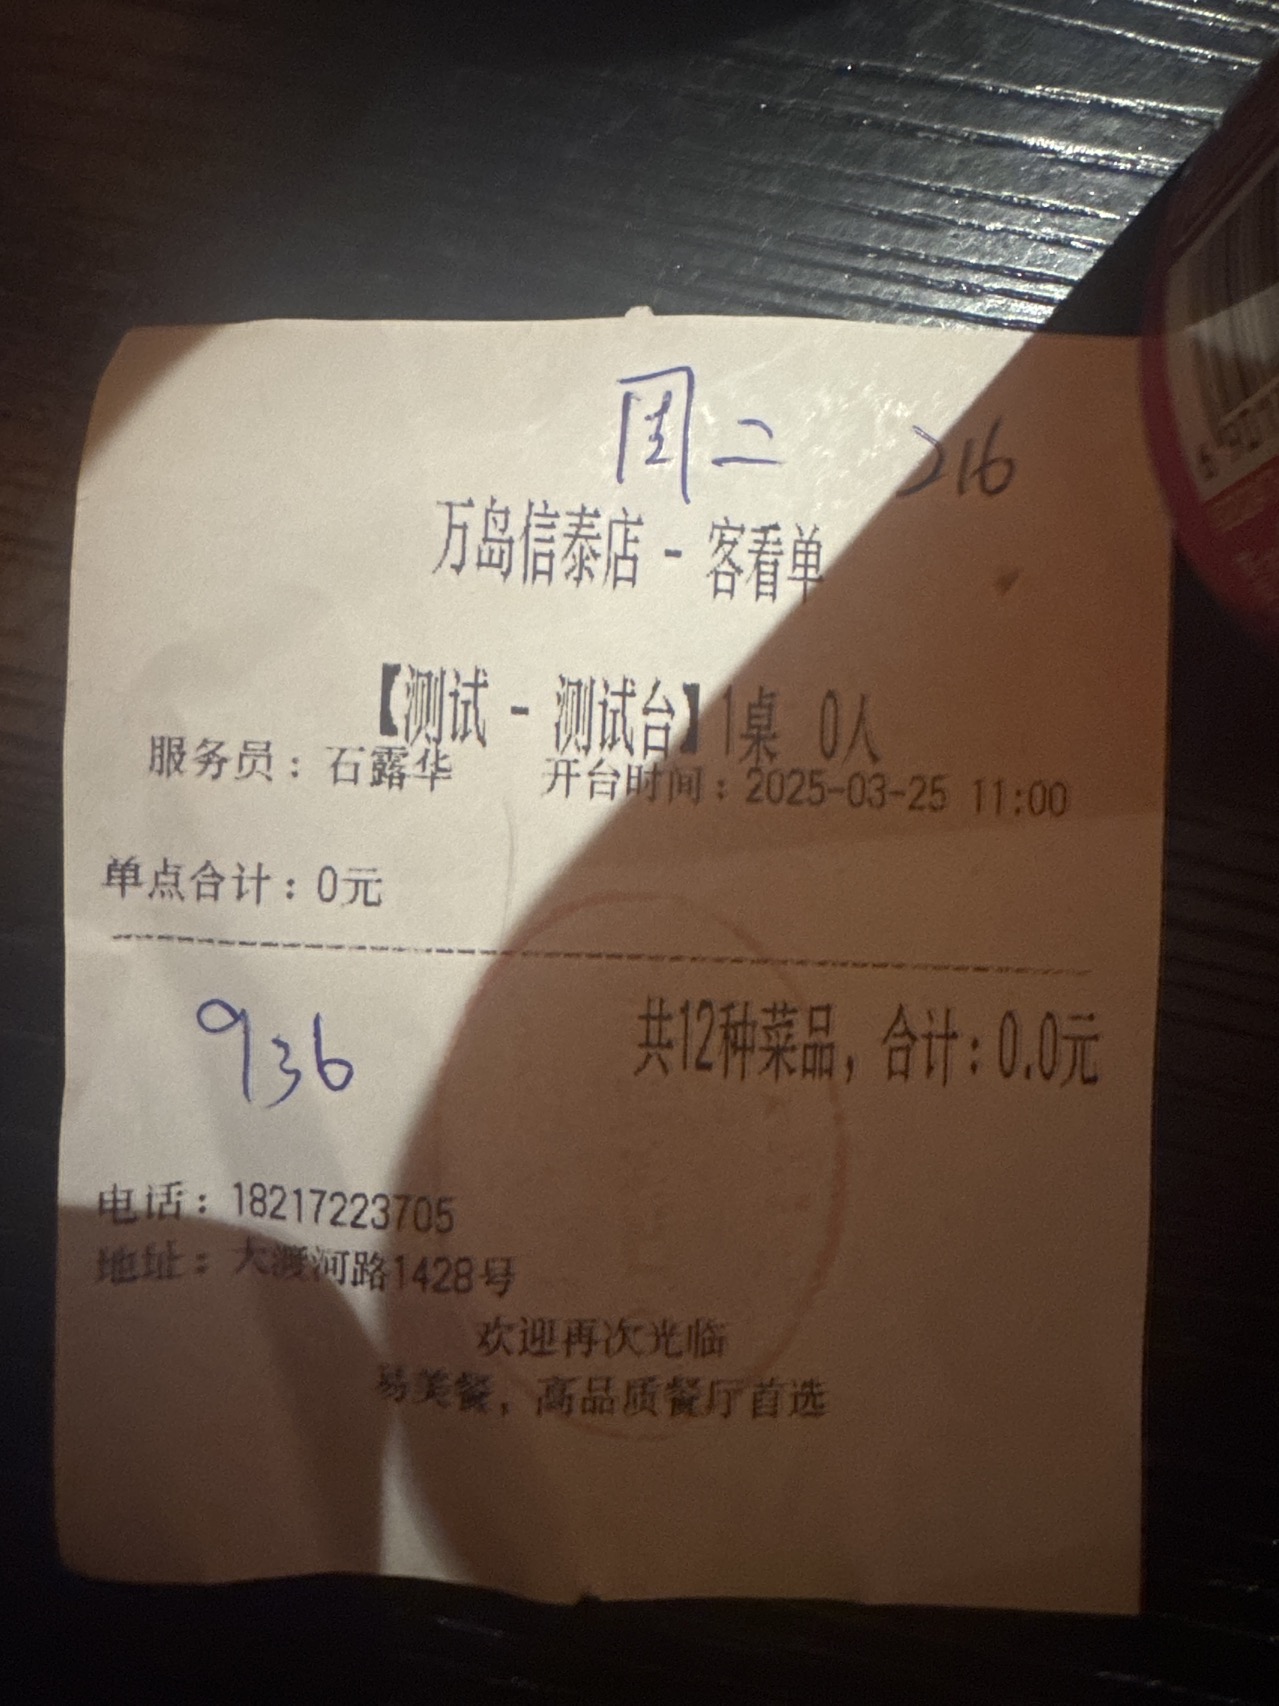 周二 216
万岛信泰店 - 客看单
【测试 - 测试台】1桌 0人
服务员：石露华 开台时间：2025-03-25 11:00
单点合计：0元
936
共12种菜品，合计：0.0元
电话：18217223705
地址：大渡河路1428号
欢迎再次光临
易美餐，高品质餐厅首选